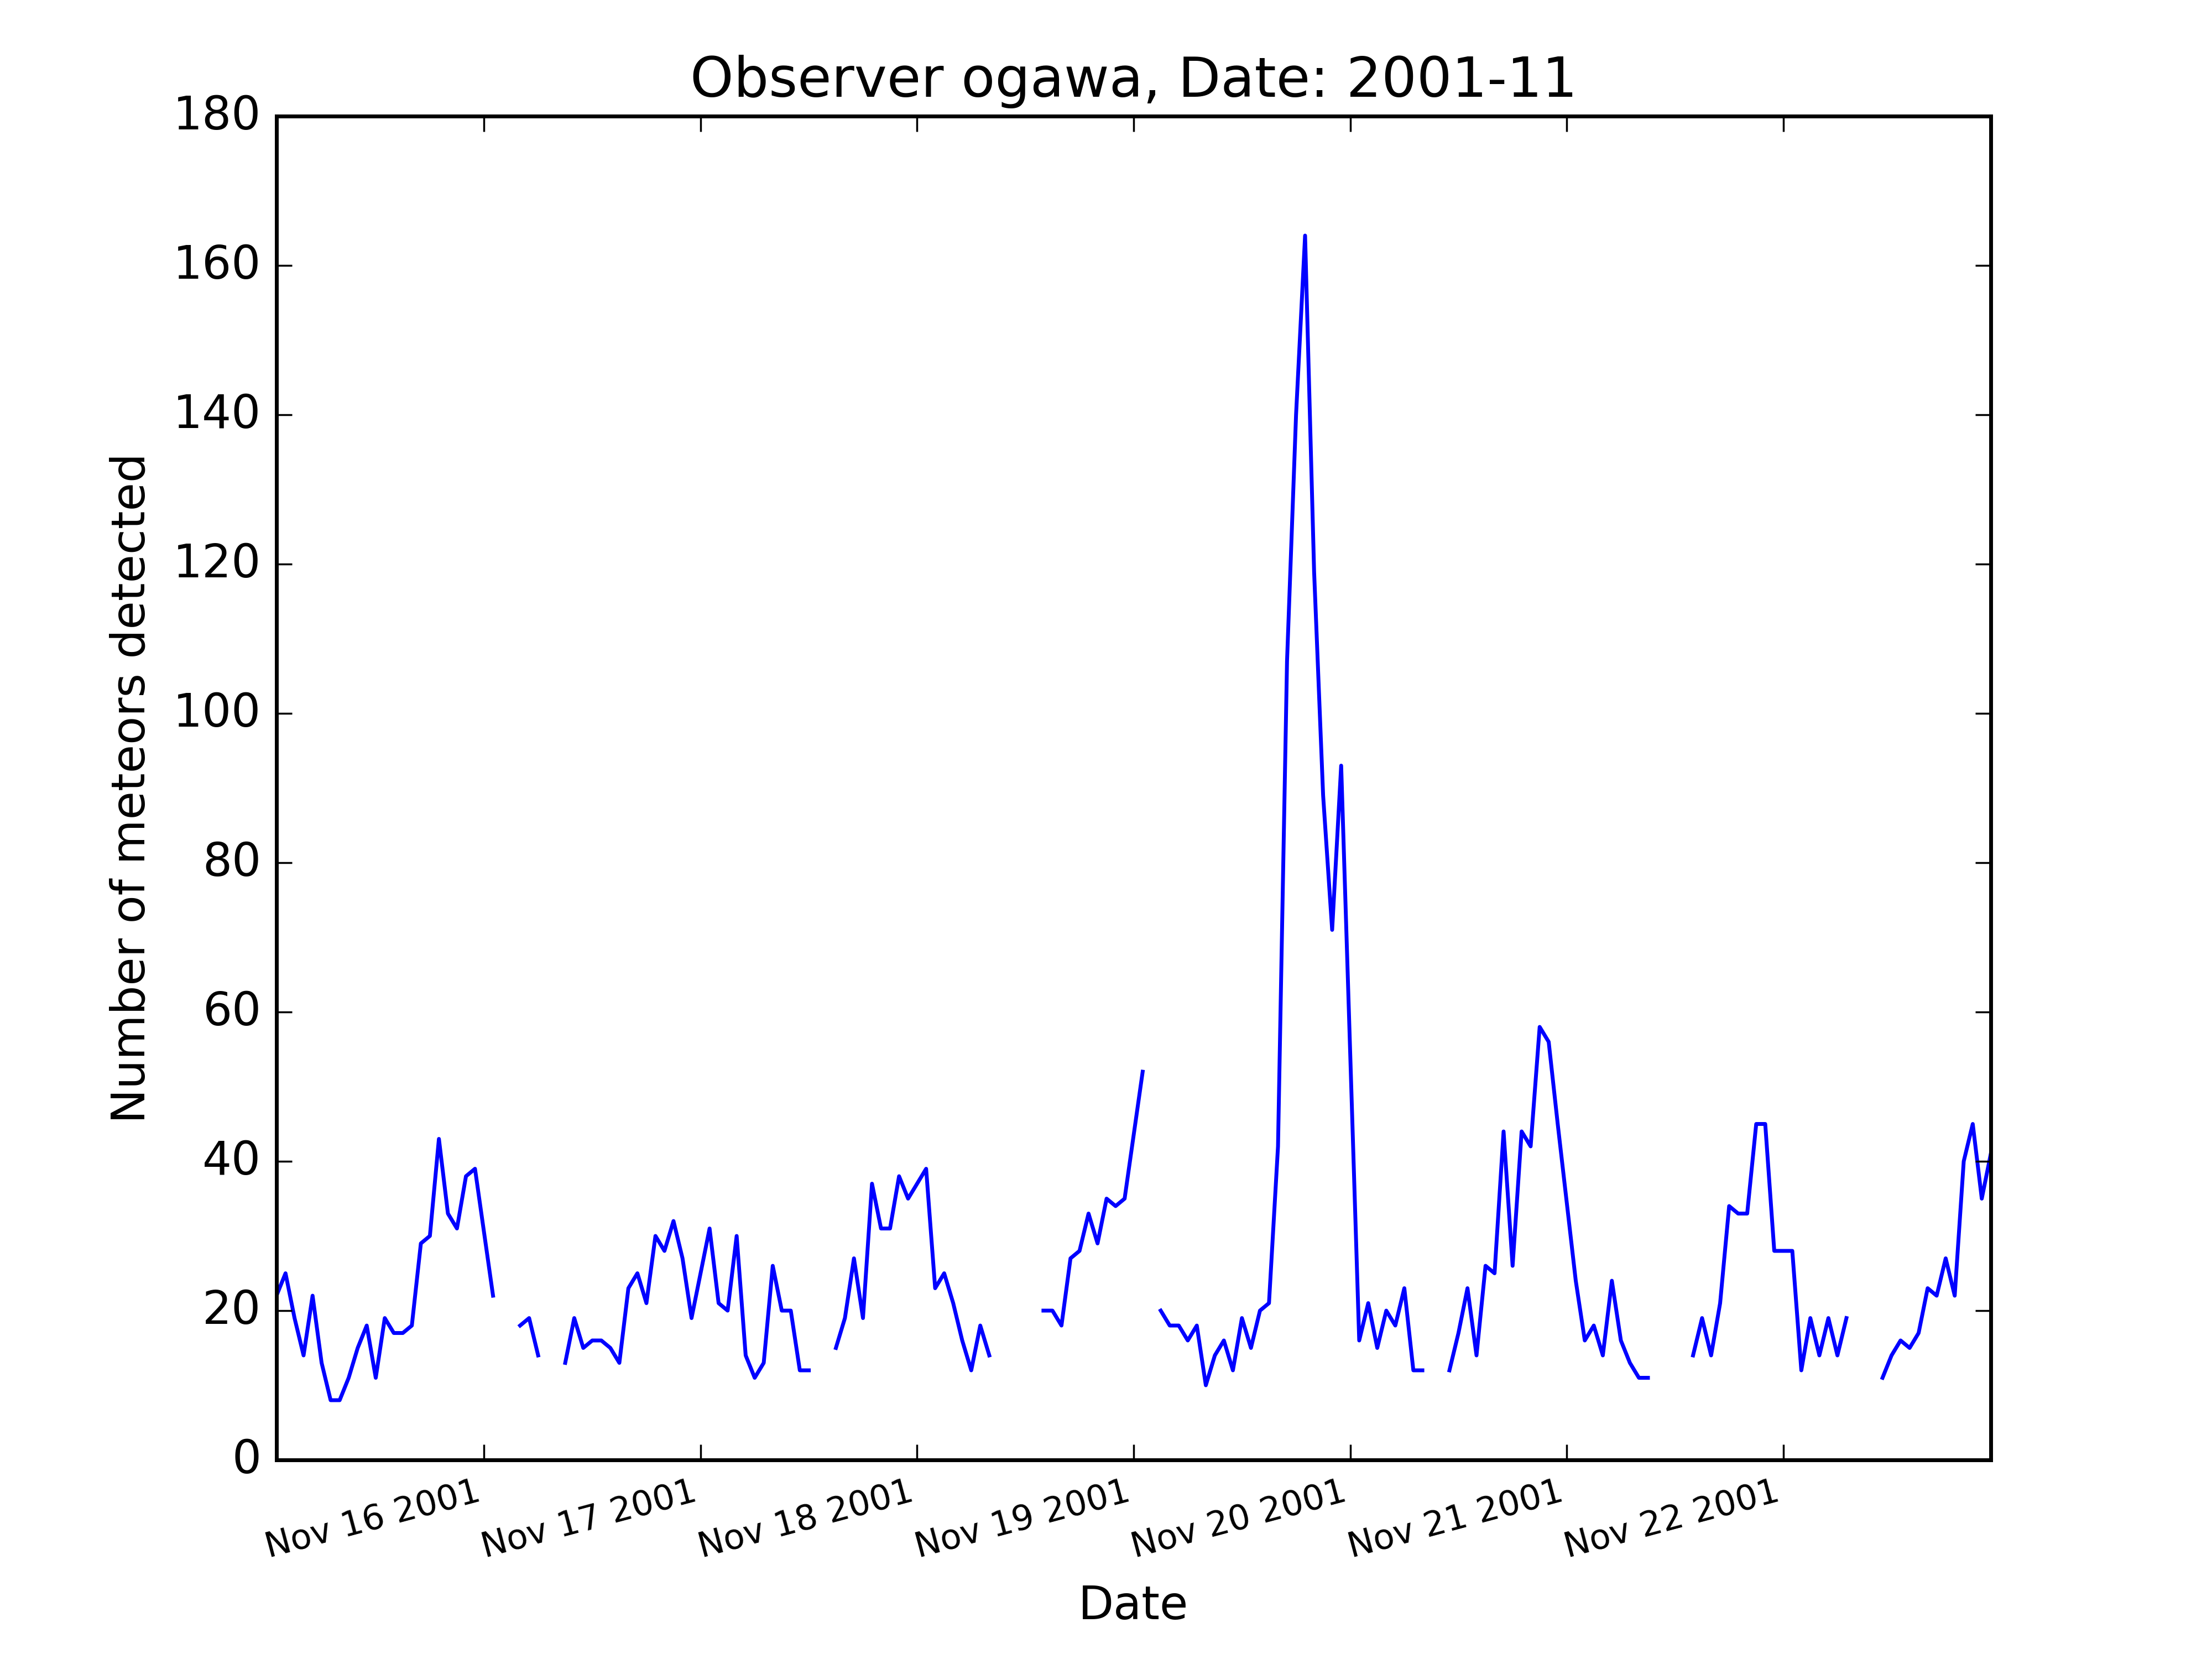 Observer ogawa, Date: 2001-11
180
160
140
120
100
80
60
40
20
0
Number of meteors detected
Nov 16 2001
Nov 17 2001
Nov 18 2001
Nov 19 2001
Nov 20 2001
Nov 21 2001
Nov 22 2001
Date